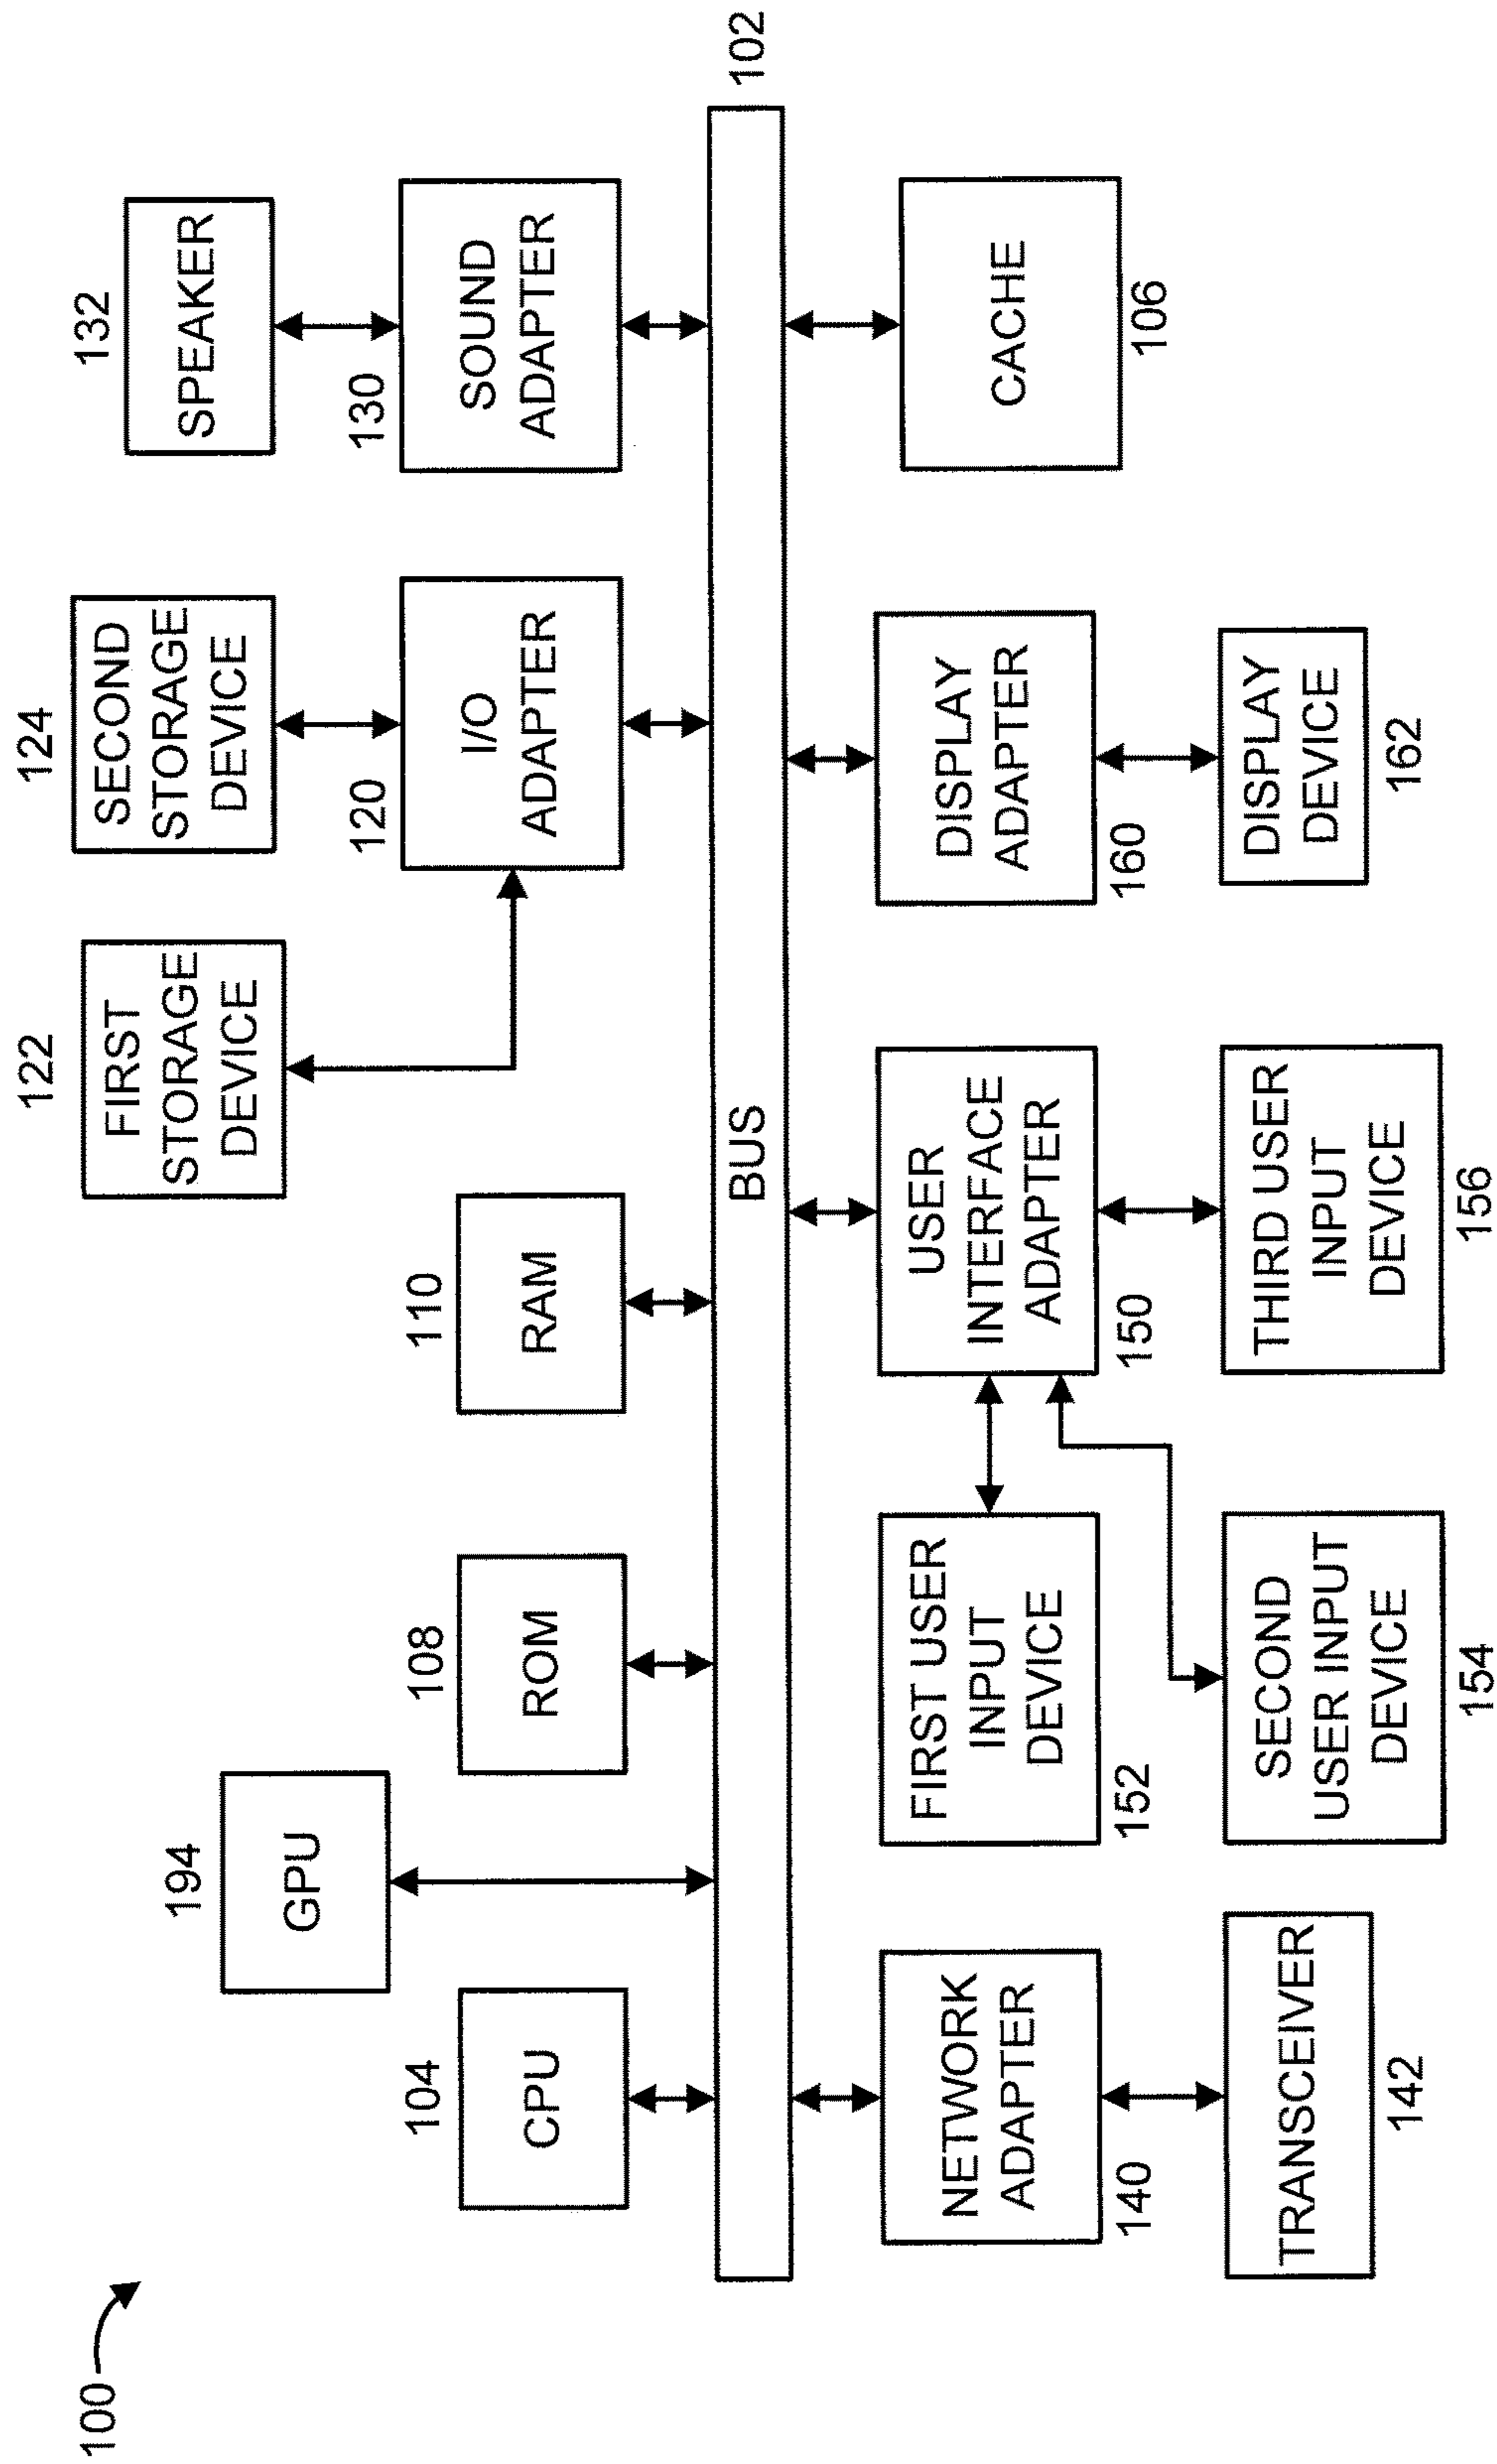 100
194
GPU
104
CPU
108
ROM
110
RAM
122
FIRST
STORAGE
DEVICE
124
SECOND
STORAGE
DEVICE
120
I/O
ADAPTER
132
SPEAKER
130
SOUND
ADAPTER
BUS
102
NETWORK
ADAPTER
140
TRANSCEIVER
142
FIRST USER
INPUT
DEVICE
152
SECOND
USER INPUT
DEVICE
154
USER
INTERFACE
ADAPTER
150
THIRD USER
INPUT
DEVICE
156
DISPLAY
ADAPTER
160
DISPLAY
DEVICE
162
CACHE
106